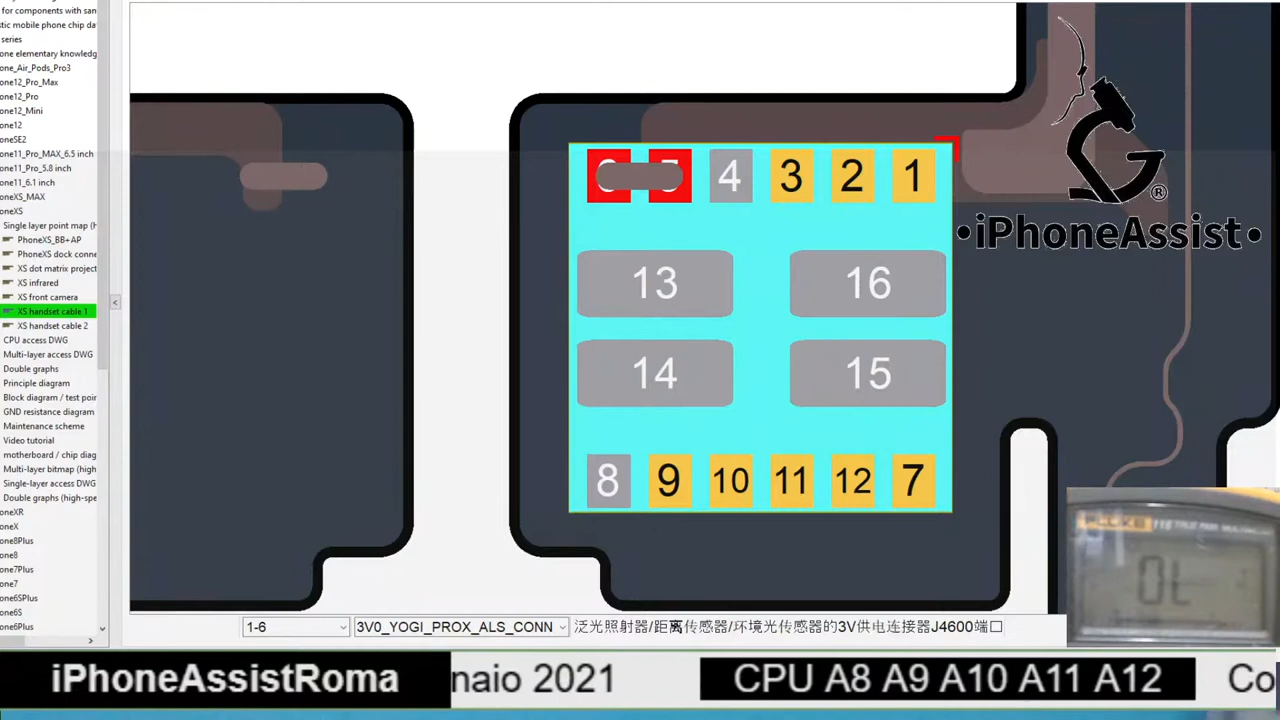 for components with san
stic mobile phone chip da
series
one elementary knowledg
one_Air_Pods_Pro3
one12_Pro_Max
one12_Pro
one12_Mini
one12
oneSE2
one11_Pro_MAX_6.5 inch
one11_Pro_5.8 inch
one11_6.1 inch
oneXS_MAX
oneXS
Single layer point map (h
PhoneXS_BB+AP
PhoneXS dock conne
XS dot matrix project
XS infrared
XS front camera
XS handset cable 1
XS handset cable 2
CPU access DWG
Multi-layer access DWG
Double graphs
Principle diagram
Block diagram / test poin
GND resistance diagram
Maintenance scheme
Video tutorial
motherboard / chip diag
Multi-layer bitmap (high
Single-layer access DWG
Double graphs (high-spe
oneXR
oneX
one8Plus
one8
one7Plus
one7
one6SPlus
one6S
one6Plus
<
4 3 2 1
13 16
14 15
8 9 10 11 12 7
•iPhoneAssist•
®
1-6
3V0_YOGI_PROX_ALS_CONN
泛光照射器/距离传感器/环境光传感器的3V供电连接器J4600端口
iPhoneAssistRoma
nnaio 2021
CPU A8 A9 A10 A11 A12
Co